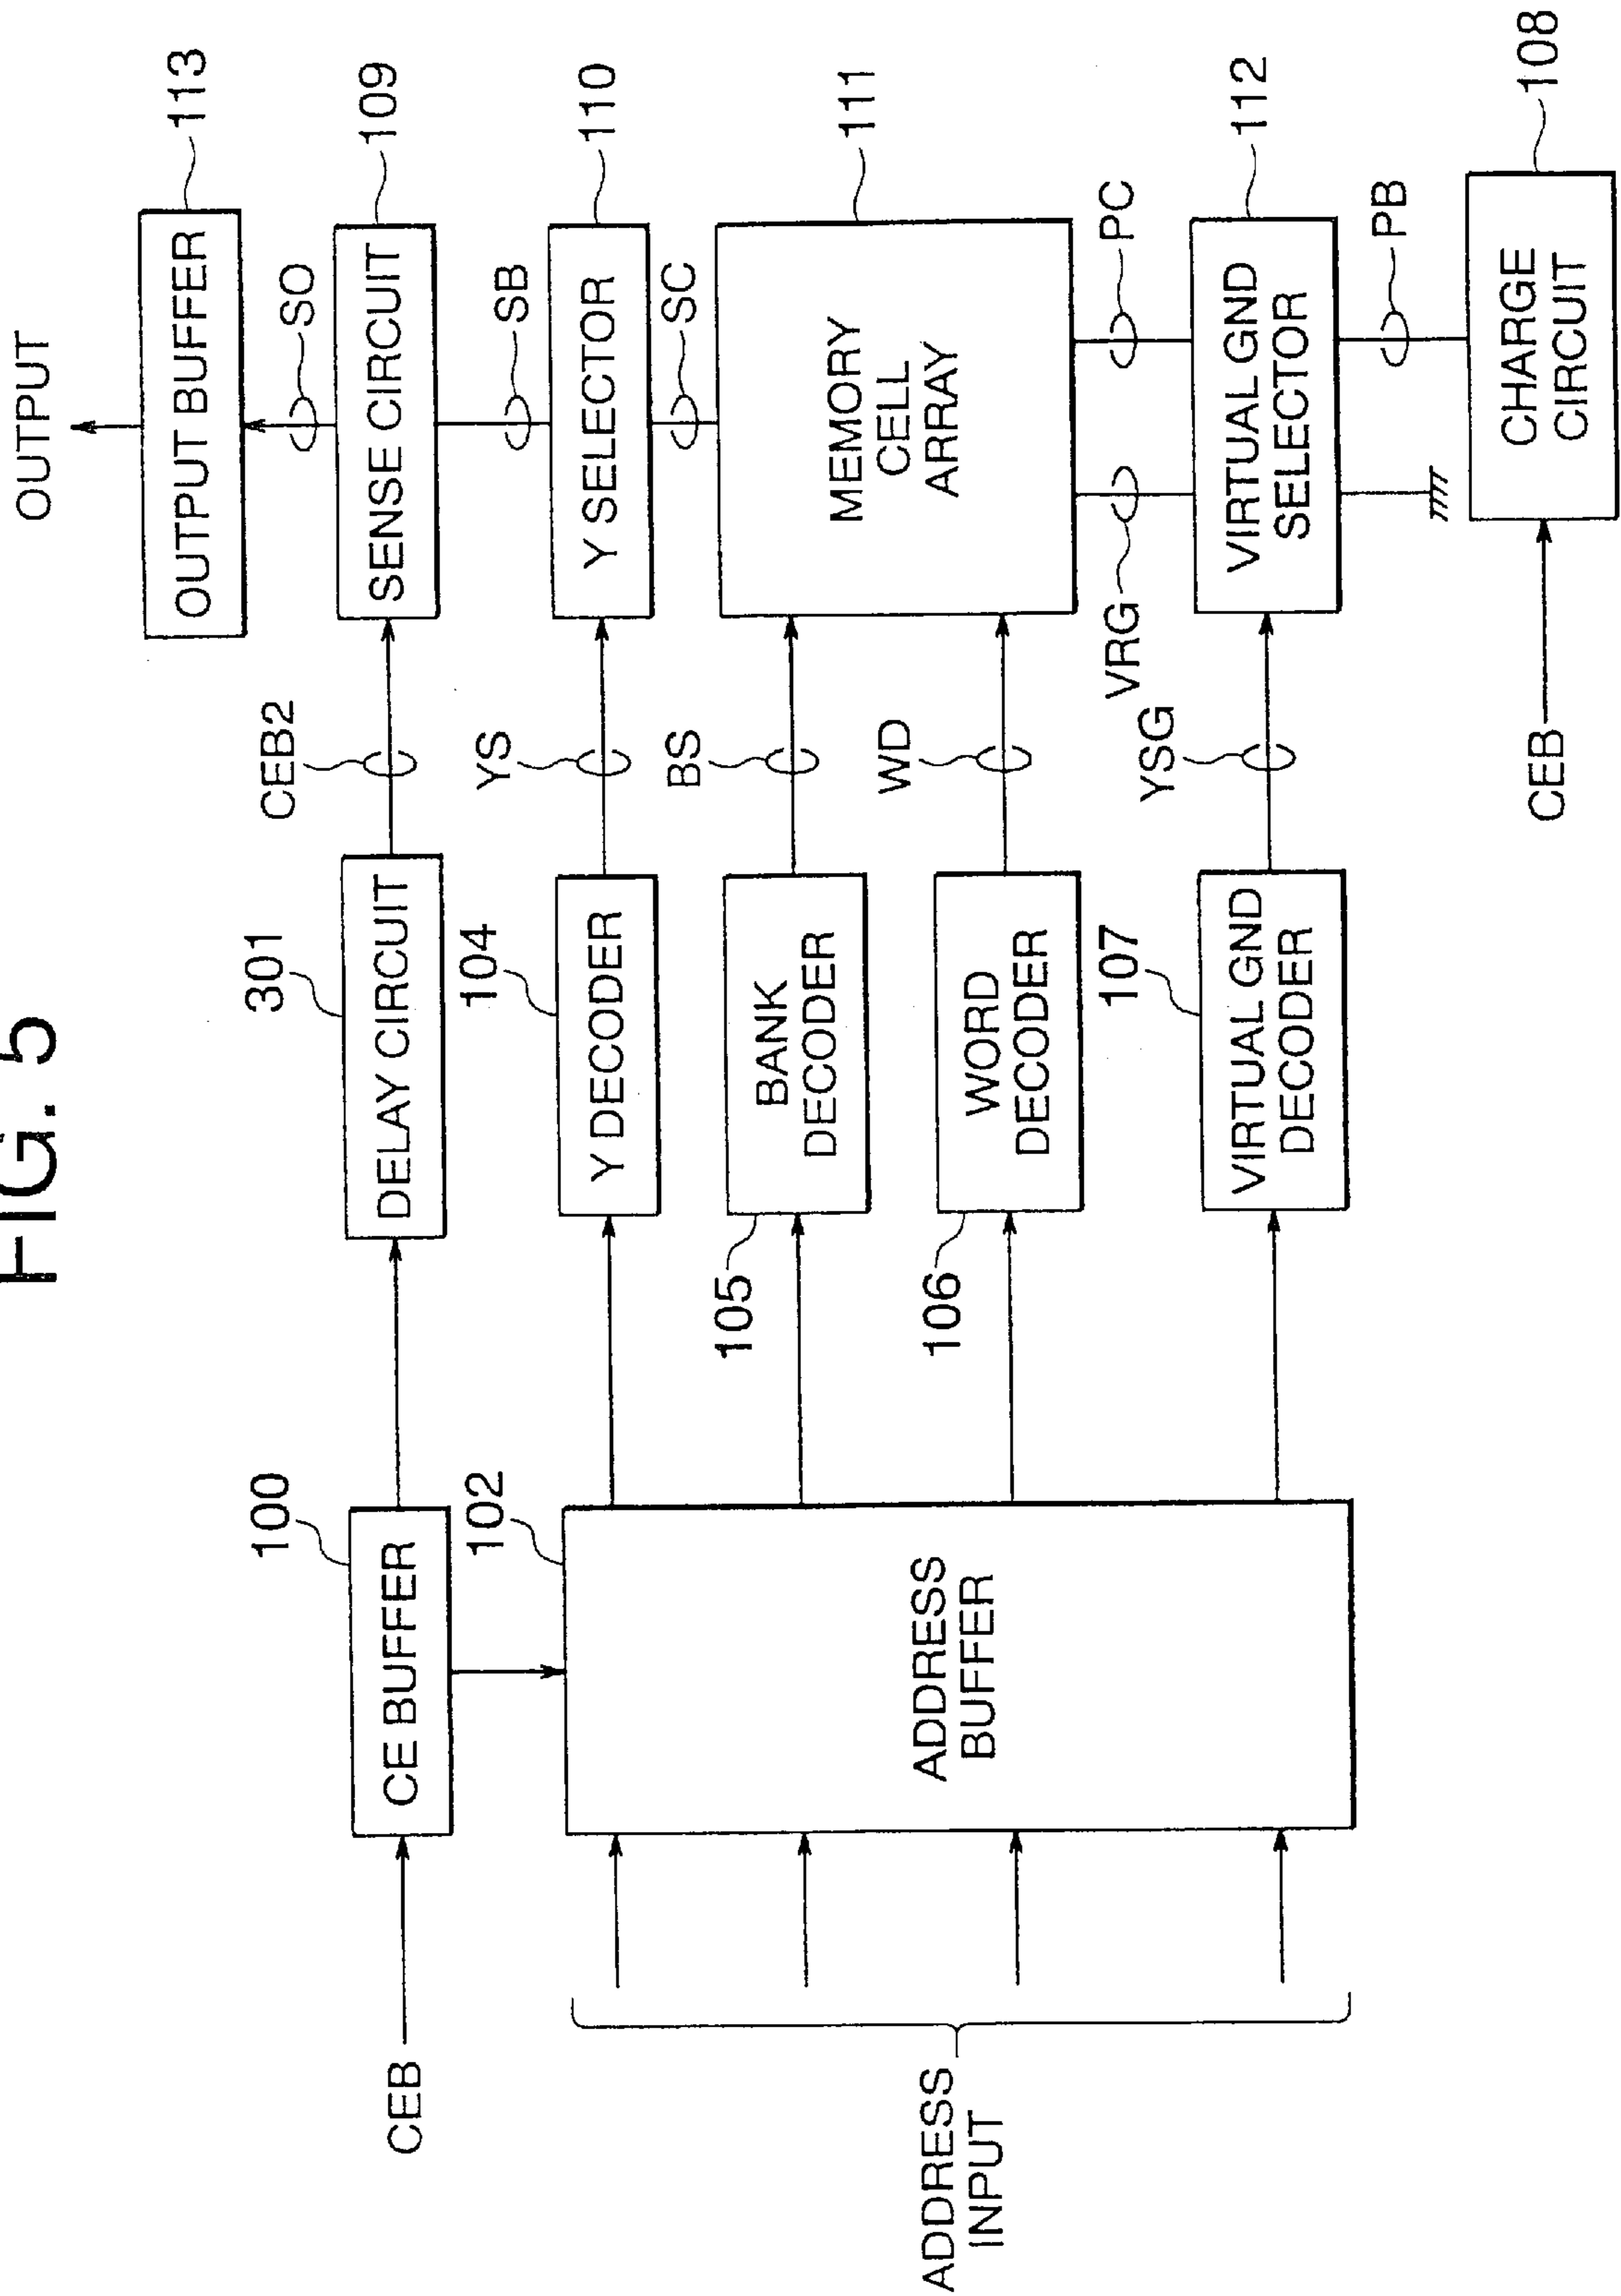 FIG. 5
OUTPUT
OUTPUT BUFFER
113
SO
CEB
CE BUFFER
100
DELAY CIRCUIT
301
CEB2
SENSE CIRCUIT
109
SB
ADDRESS
INPUT
ADDRESS
BUFFER
102
Y DECODER
104
YS
Y SELECTOR
110
SC
BANK
DECODER
105
BS
MEMORY
CELL
ARRAY
111
WORD
DECODER
106
WD
VRG
PC
VIRTUAL GND
DECODER
107
YSG
VIRTUAL GND
SELECTOR
112
PB
CEB
CHARGE
CIRCUIT
108